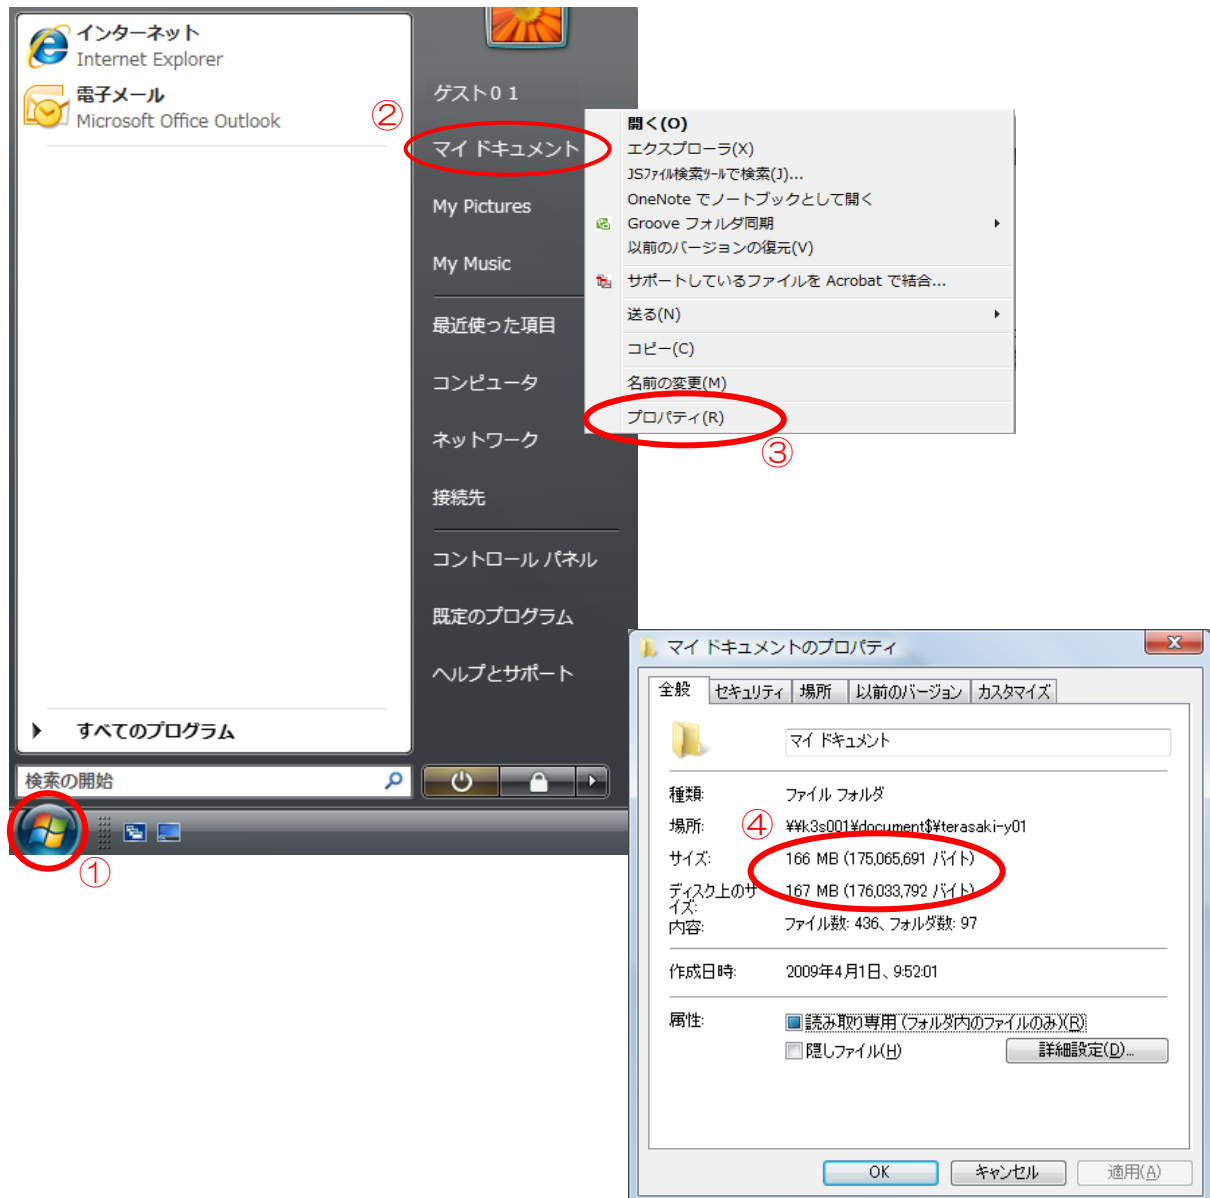 インターネット
Internet Explorer
電子メール
Microsoft Office Outlook
すべてのプログラム
検索の開始
①
ゲスト０１
②
マイ ドキュメント
My Pictures
My Music
最近使った項目
コンピュータ
ネットワーク
接続先
コントロール パネル
既定のプログラム
ヘルプとサポート
開く(O)
エクスプローラ(X)
JSﾌｧｲﾙ検索ﾂｰﾙで検索(J)...
OneNote でノートブックとして開く
Groove フォルダ同期
以前のバージョンの復元(V)
サポートしているファイルを Acrobat で結合...
送る(N)
コピー(C)
名前の変更(M)
プロパティ(R)
③
マイ ドキュメントのプロパティ
全般 セキュリティ 場所 以前のバージョン カスタマイズ
マイ ドキュメント
種類: ファイル フォルダ
場所: ¥¥k3s001¥document$¥terasaki-y01
④
サイズ: 166 MB (175,065,691 バイト)
ディスク上のサ
イズ: 167 MB (176,033,792 バイト)
内容: ファイル数: 436、フォルダ数: 97
作成日時: 2009年4月1日、9:52:01
属性: 読み取り専用 (フォルダ内のファイルのみ)(R)
隠しファイル(H) 詳細設定(D)...
OK キャンセル 適用(A)